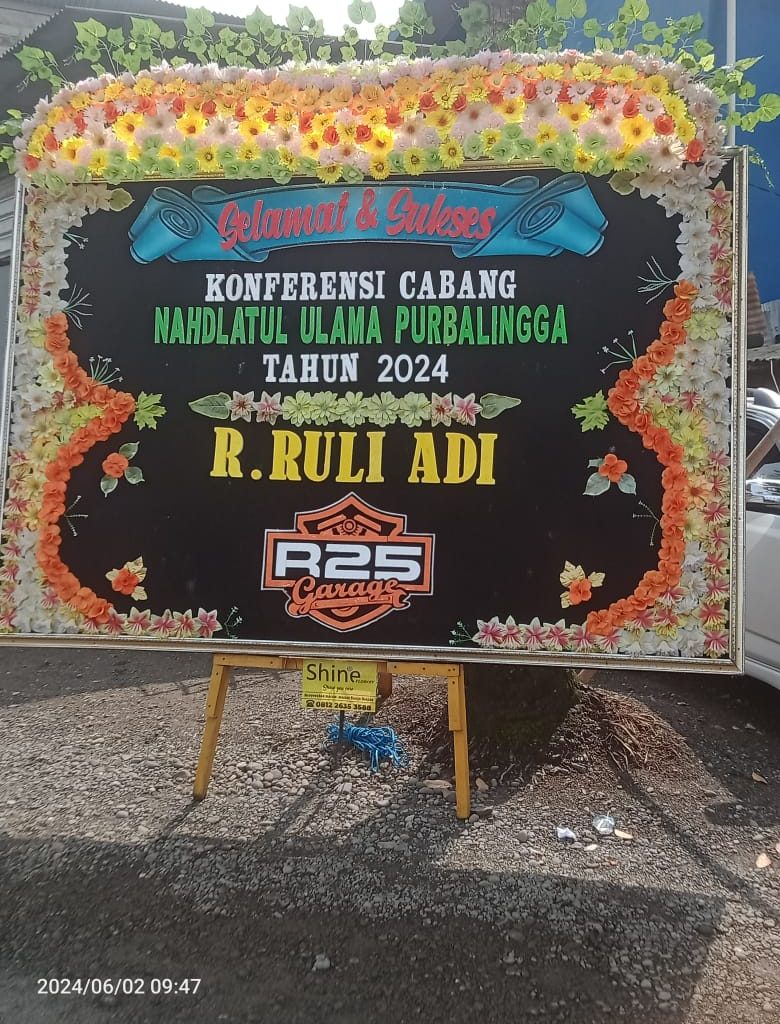 Selamat & Sukses
KONFERENSI CABANG
NAHDLATUL ULAMA PURBALINGGA
TAHUN 2024
R.RULI ADI
R25
Garage
Shine
0812 2635 3588
2024/06/02 09:47